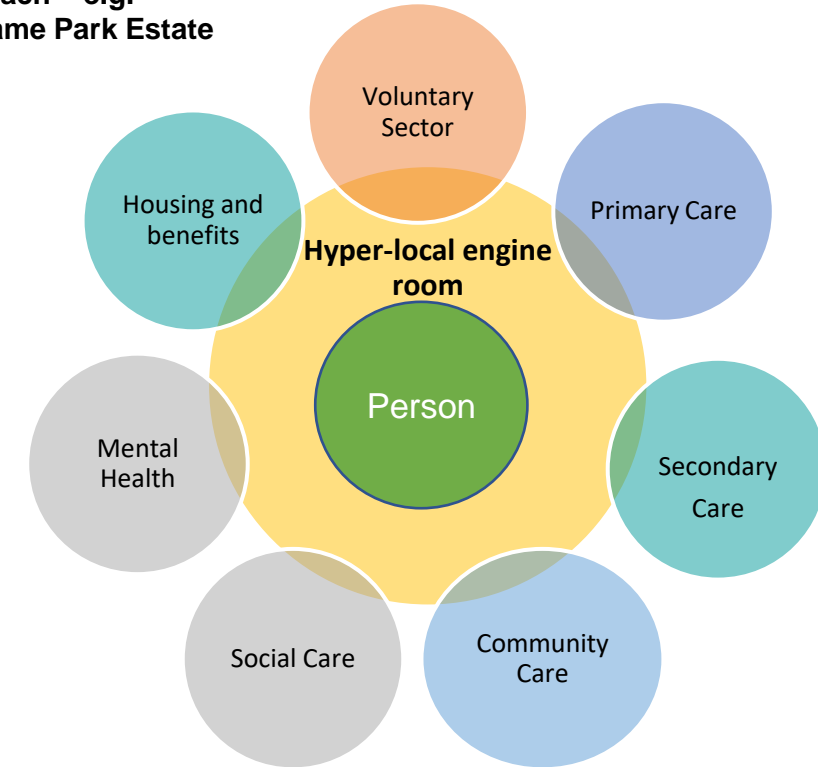 ame Park Estate
Voluntary
Sector
Housing and
benefits
Primary Care
Hyper-local engine
room
Person
Mental
Health
Secondary
Care
Social Care
Community
Care